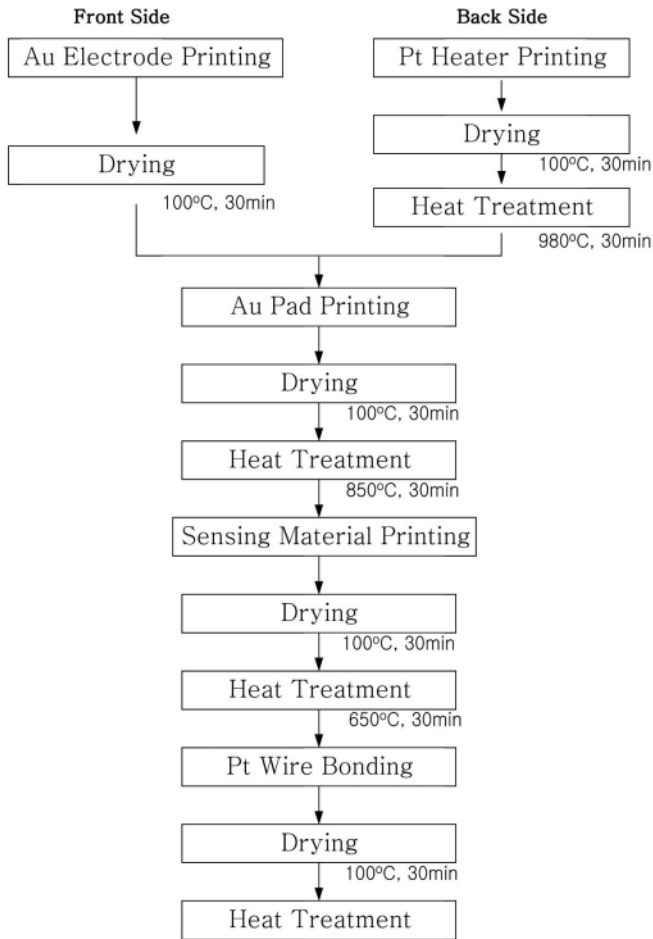 Front Side
Back Side
Au Electrode Printing
Pt Heater Printing
Drying
100ºC, 30min
Drying
100ºC, 30min
Heat Treatment
980ºC, 30min
Au Pad Printing
Drying
100ºC, 30min
Heat Treatment
850ºC, 30min
Sensing Material Printing
Drying
100ºC, 30min
Heat Treatment
650ºC, 30min
Pt Wire Bonding
Drying
100ºC, 30min
Heat Treatment